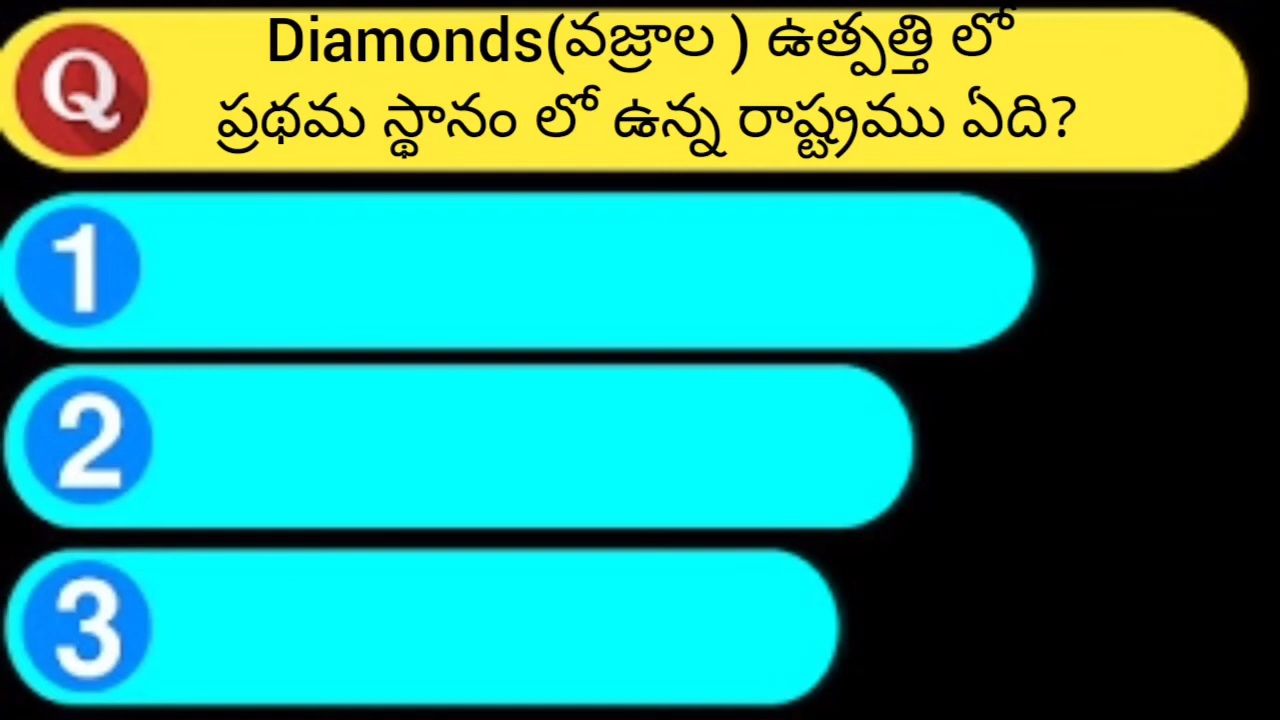 Q
Diamonds(వజ్రాల ) ఉత్పత్తి లో
ప్రథమ స్థానం లో ఉన్న రాష్ట్రము ఏది?
1
2
3